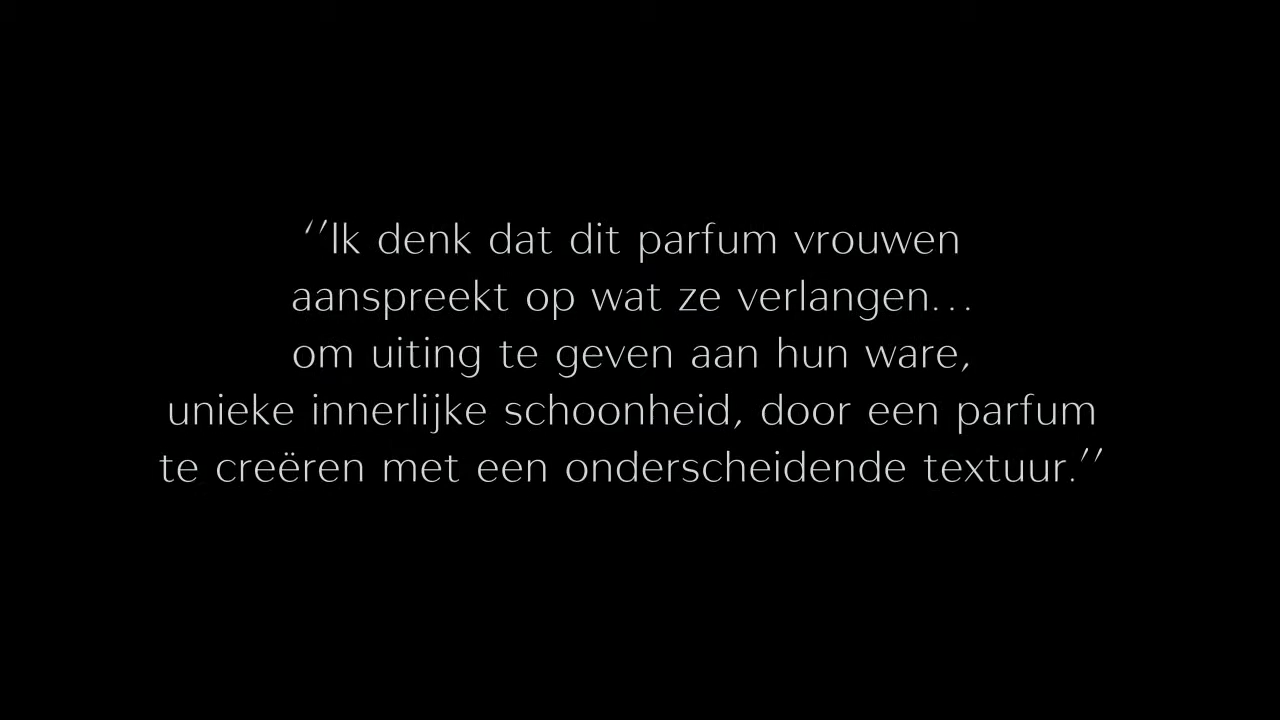 ‘’Ik denk dat dit parfum vrouwen
aanspreekt op wat ze verlangen...
om uiting te geven aan hun ware,
unieke innerlijke schoonheid, door een parfum
te creëren met een onderscheidende textuur.’’